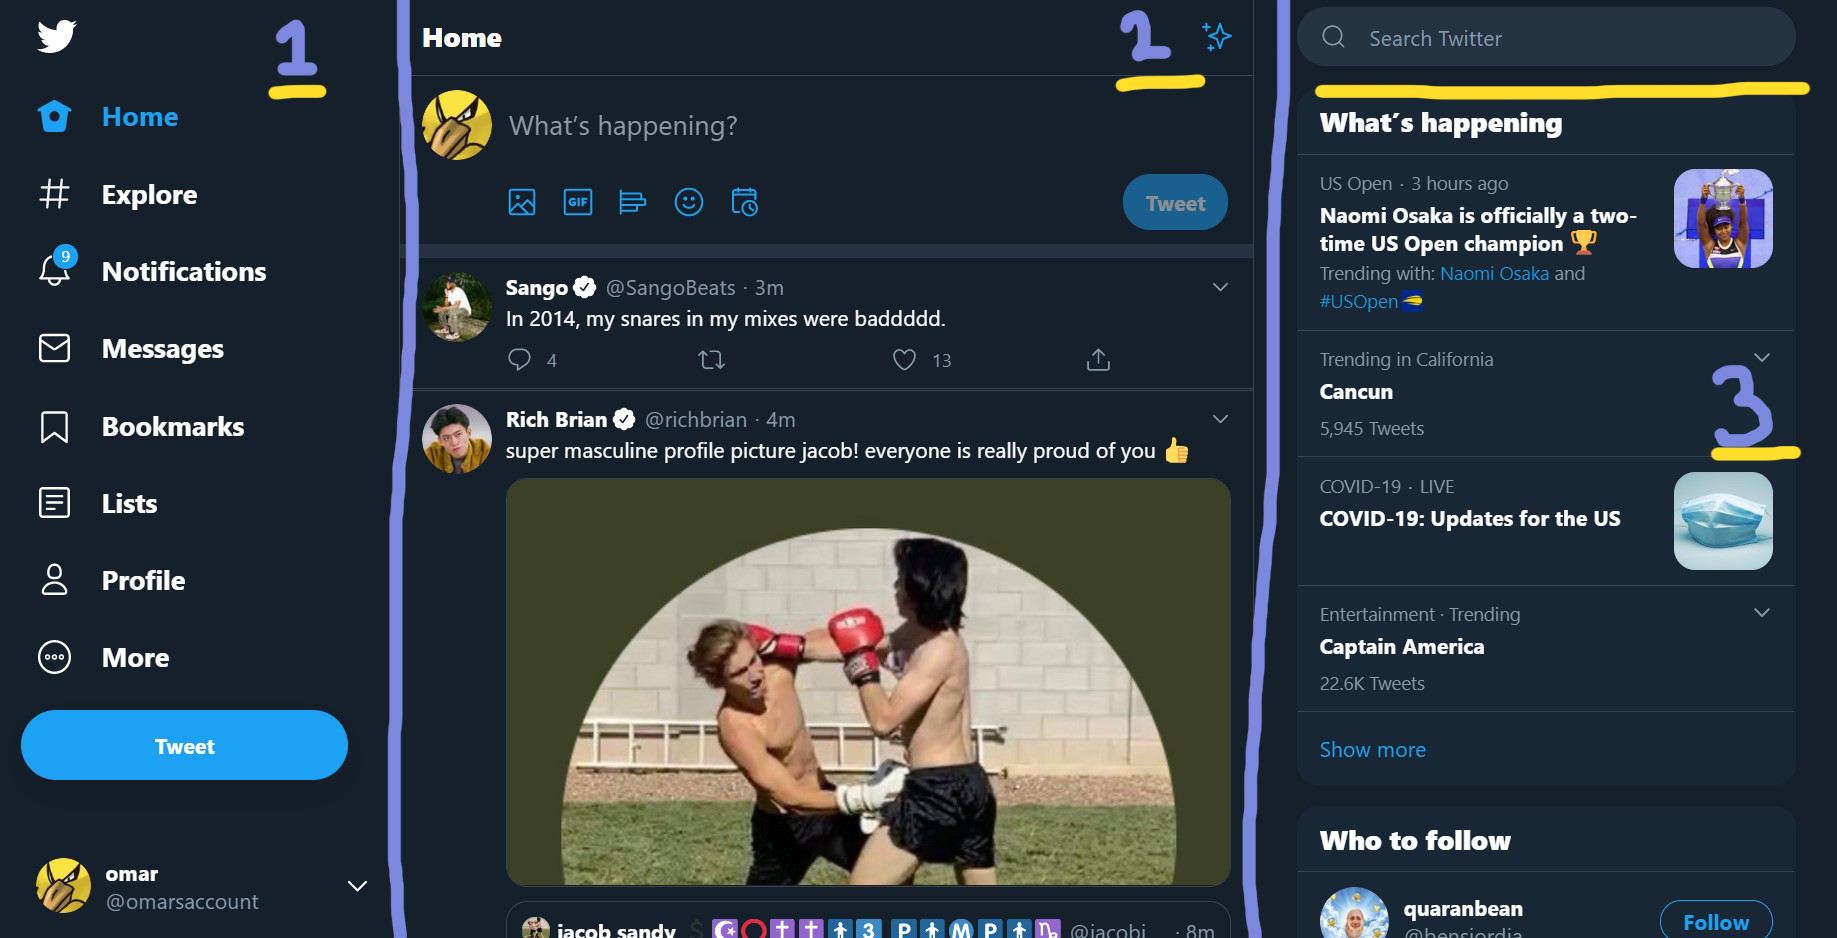 1
Home
Explore
9
Notifications
Messages
Bookmarks
Lists
Profile
More
Tweet
omar
@omarsaccount
Home
2
What's happening?
GIF
Tweet
Sango @SangoBeats · 3m
In 2014, my snares in my mixes were baddddd.
4 13
Rich Brian @richbrian · 4m
super masculine profile picture jacob! everyone is really proud of you 👍
jacob sandy @jacobi · 8m
Search Twitter
What's happening
US Open · 3 hours ago
Naomi Osaka is officially a two-
time US Open champion 🏆
Trending with: Naomi Osaka and
#USOpen
Trending in California
Cancun
5,945 Tweets
3
COVID-19 · LIVE
COVID-19: Updates for the US
Entertainment · Trending
Captain America
22.6K Tweets
Show more
Who to follow
quaranbean
@bensjordia
Follow